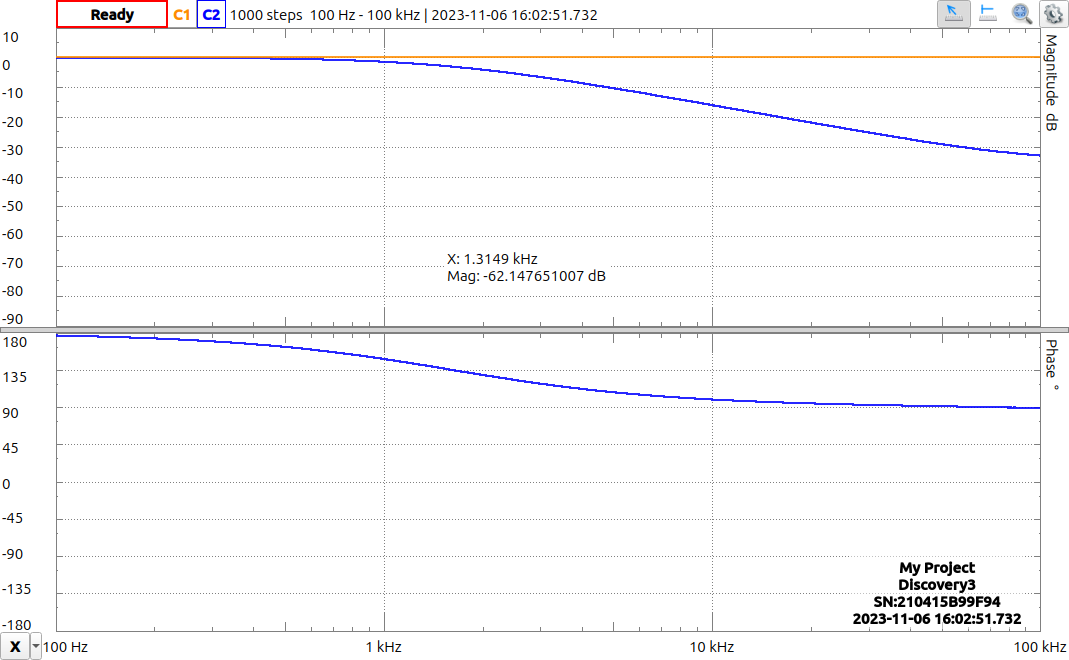 Ready C1 C2 1000 steps 100 Hz - 100 kHz | 2023-11-06 16:02:51.732
10
0
-10
-20
-30
-40
-50
-60
-70
-80
-90
Magnitude dB
X: 1.3149 kHz
Mag: -62.147651007 dB
180
135
90
45
0
-45
-90
-135
-180
Phase °
My Project
Discovery3
SN:210415B99F94
2023-11-06 16:02:51.732
X 100 Hz 1 kHz 10 kHz 100 kHz